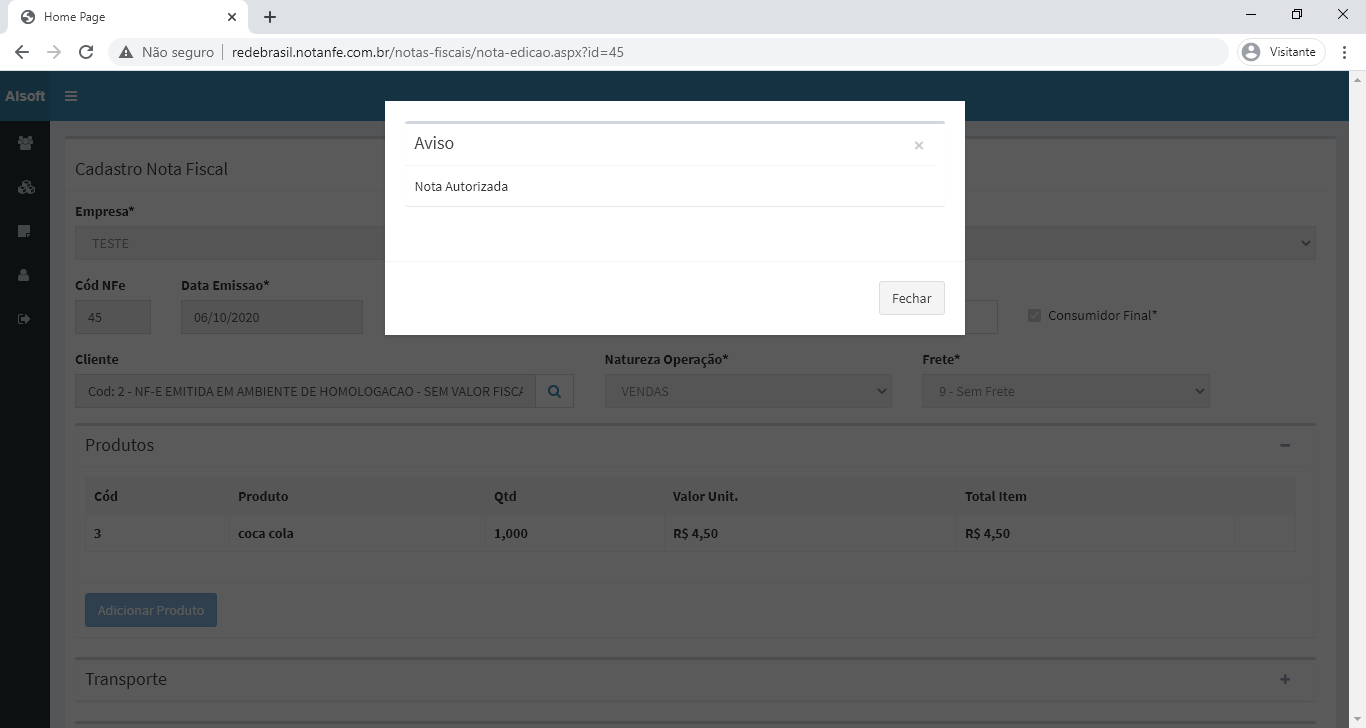 Home Page
Não seguro redebrasil.notanfe.com.br/notas-fiscais/nota-edicao.aspx?id=45 Visitante
AIsoft
Aviso ×
Nota Autorizada
Fechar
Cadastro Nota Fiscal
Empresa*
TESTE
Cód NFe Data Emissao*
45 06/10/2020 Consumidor Final*
Cliente Natureza Operação* Frete*
Cod: 2 - NF-E EMITIDA EM AMBIENTE DE HOMOLOGACAO - SEM VALOR FISCA VENDAS 9 - Sem Frete
Produtos
Cód Produto Qtd Valor Unit. Total Item
3 coca cola 1,000 R$ 4,50 R$ 4,50
Adicionar Produto
Transporte